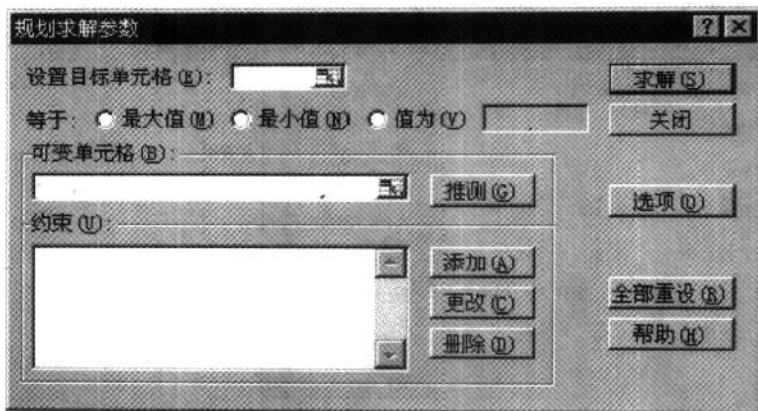 规划求解参数
设置目标单元格(E):
求解(S)
等于: 最大值(M) 最小值(N) 值为(V)
关闭
可变单元格(B):
推测(G)
选项(O)
约束(U):
添加(A)
更改(C)
全部重设(R)
删除(D)
帮助(H)